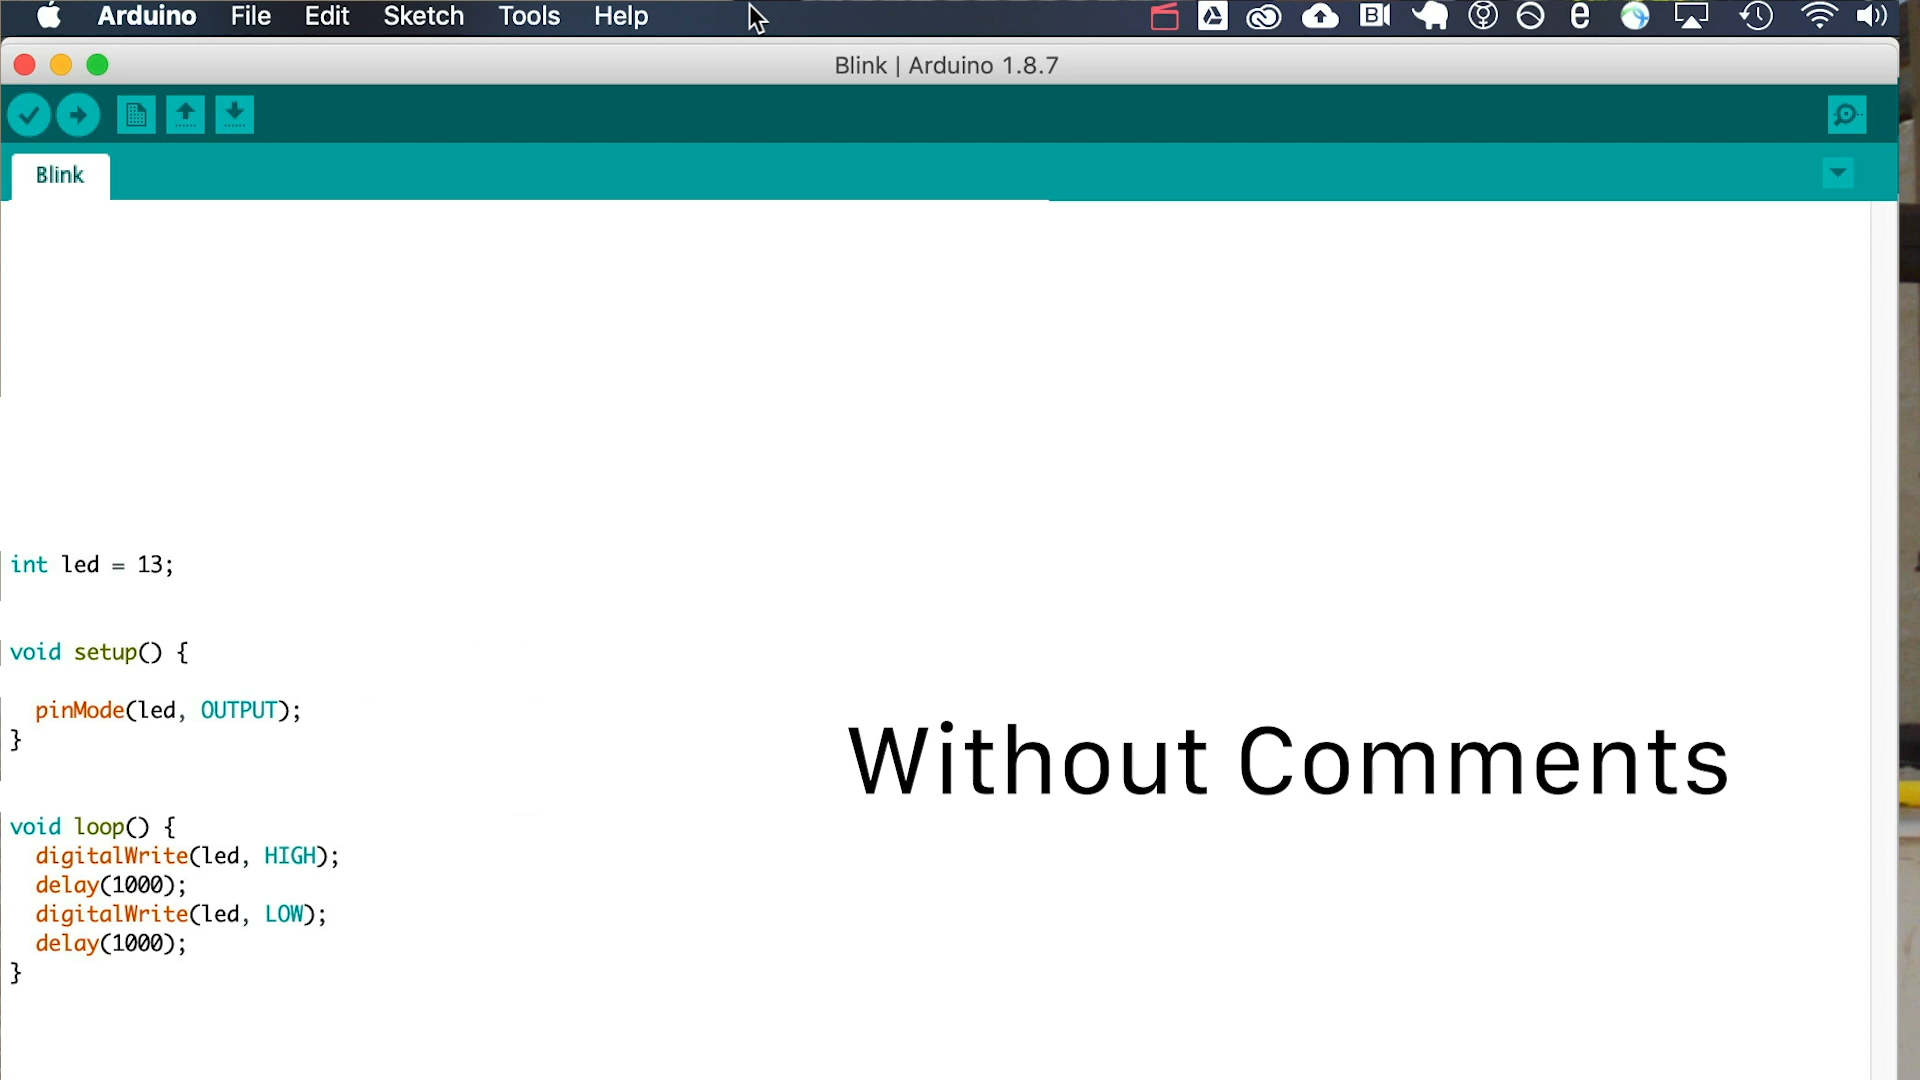 Arduino File Edit Sketch Tools Help
Blink | Arduino 1.8.7
Blink
int led = 13;
void setup() {
pinMode(led, OUTPUT);
}
Without Comments
void loop() {
digitalWrite(led, HIGH);
delay(1000);
digitalWrite(led, LOW);
delay(1000);
}